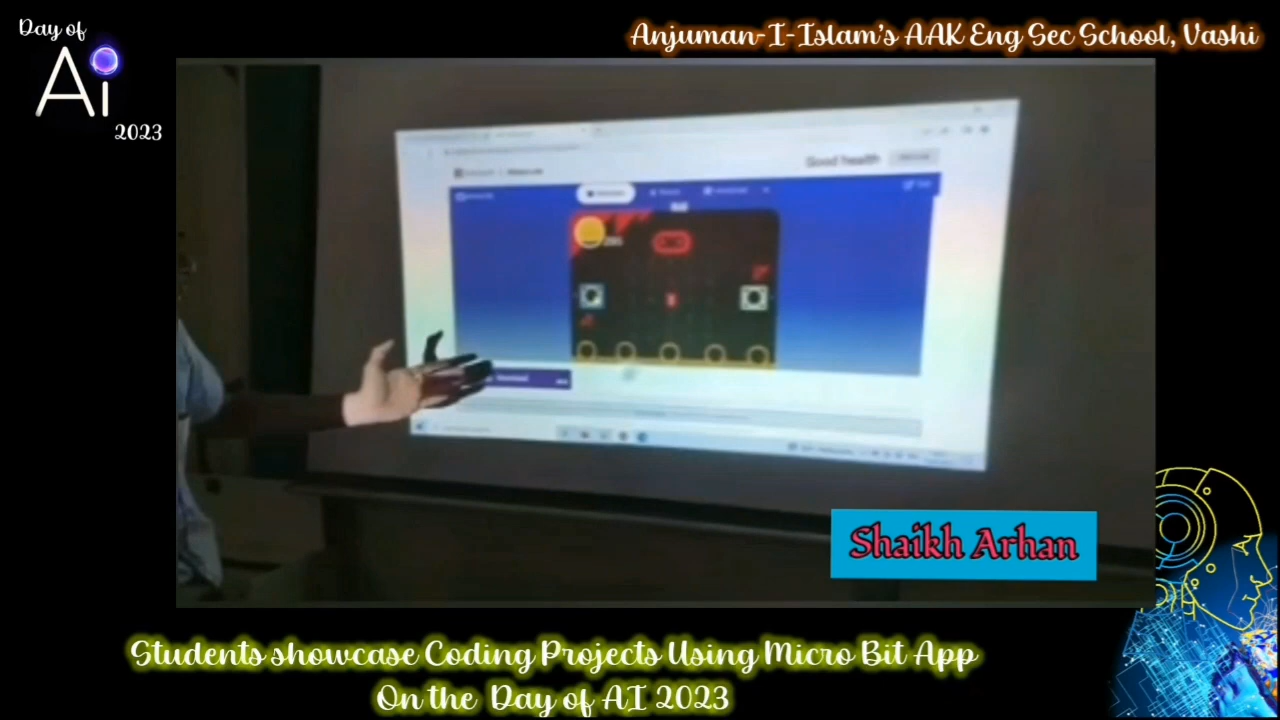 Day of
Ai
2023
Anjuman-I-Islam's AAK Eng Sec School, Vashi
Good health
Shaikh Arhan
Students showcase Coding Projects Using Micro Bit App
On the Day of AI 2023